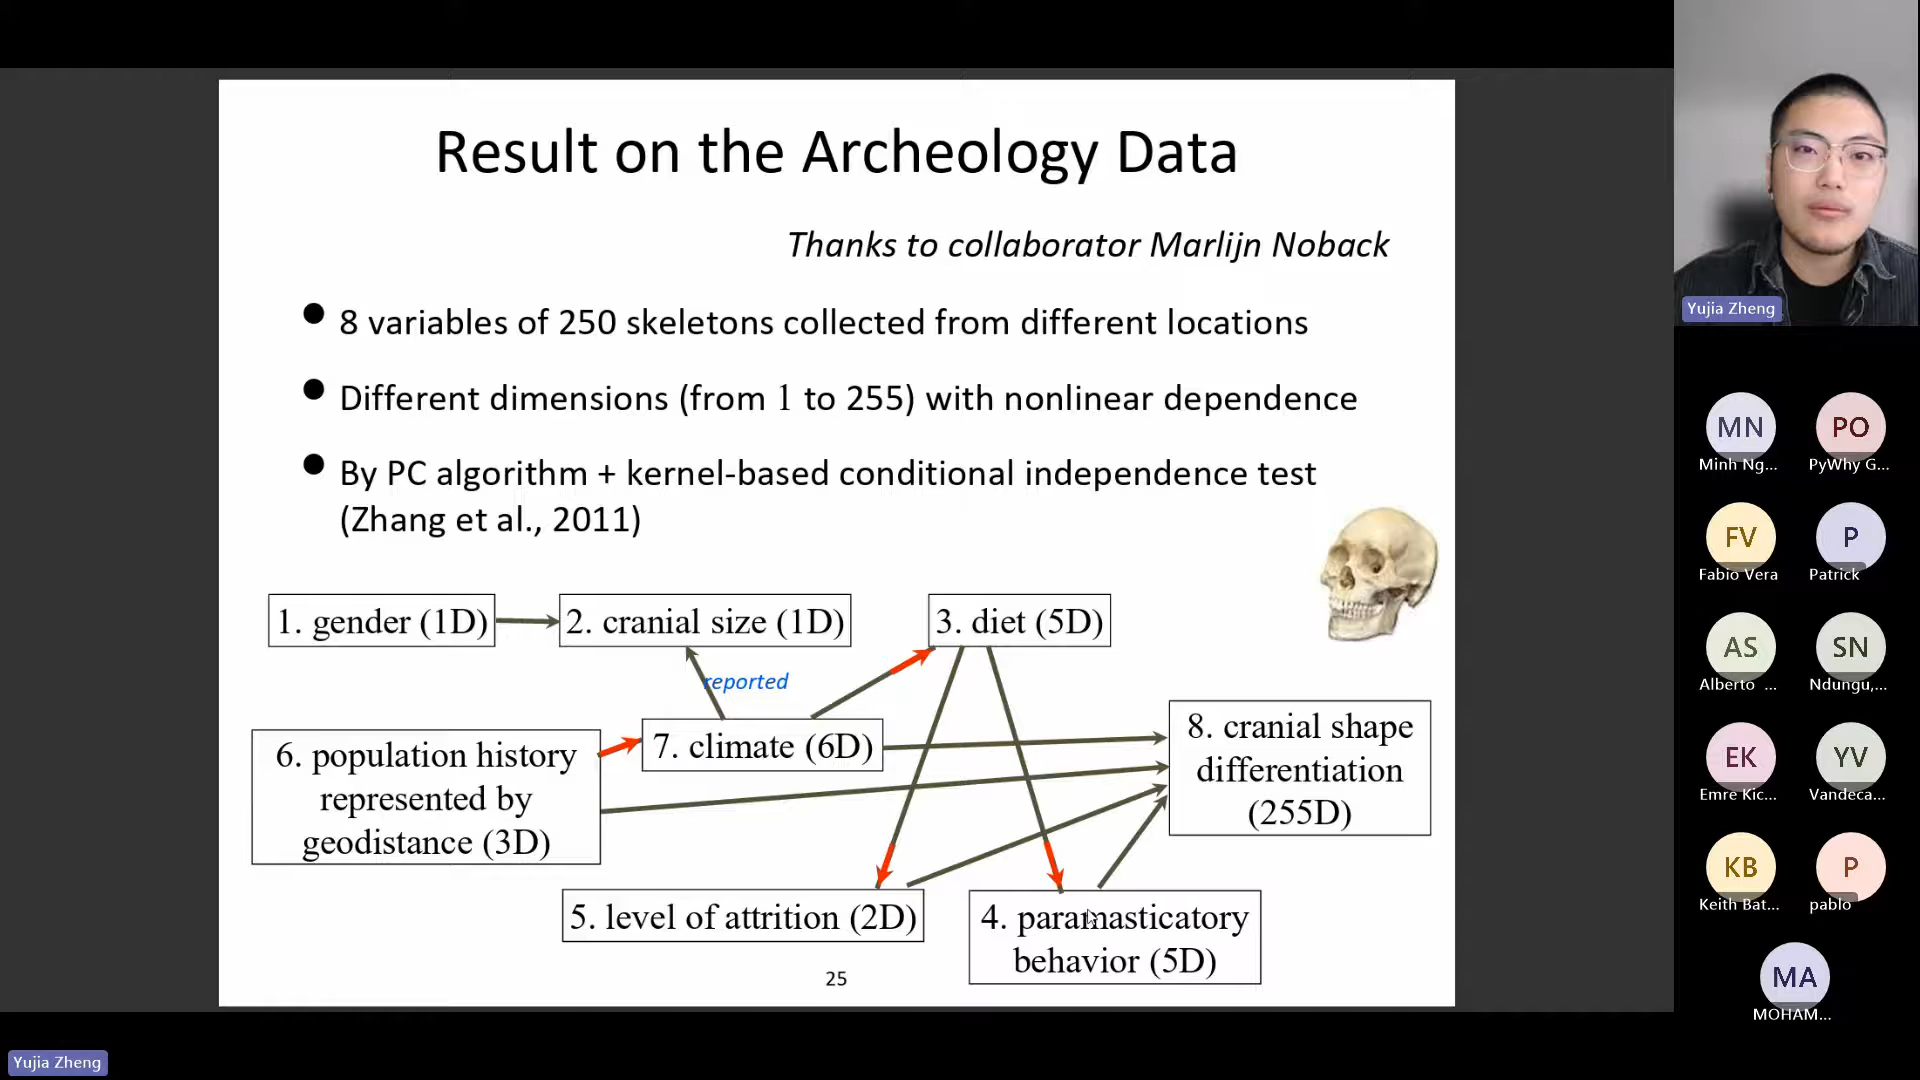 Result on the Archeology Data
Thanks to collaborator Marlijn Noback
● 8 variables of 250 skeletons collected from different locations
● Different dimensions (from 1 to 255) with nonlinear dependence
● By PC algorithm + kernel-based conditional independence test
(Zhang et al., 2011)
1. gender (1D)
2. cranial size (1D)
3. diet (5D)
reported
6. population history
represented by
geodistance (3D)
7. climate (6D)
8. cranial shape
differentiation
(255D)
5. level of attrition (2D)
4. paramasticatory
behavior (5D)
25
Yujia Zheng
MN
Minh Ng...
PO
PyWhy G...
FV
Fabio Vera
P
Patrick
AS
Alberto ...
SN
Ndungu,...
EK
Emre Kic...
YV
Vandeca...
KB
Keith Bat...
P
pablo
MA
MOHAM...
Yujia Zheng